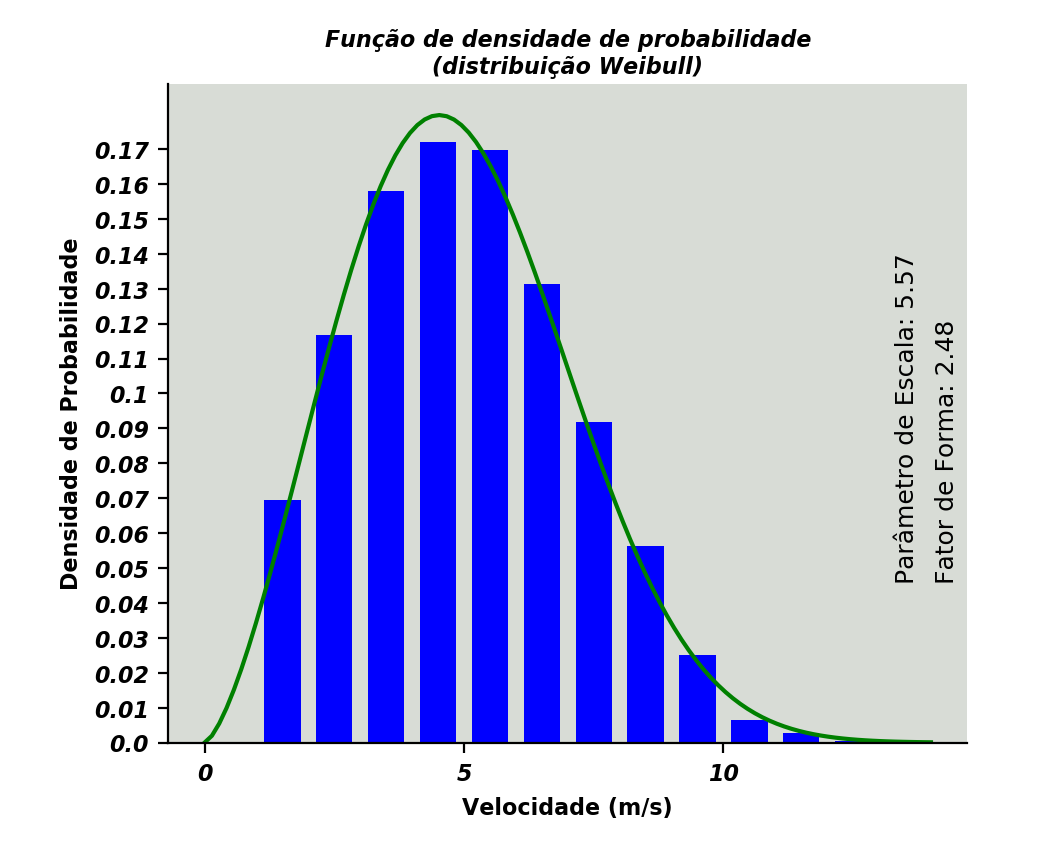 Função de densidade de probabilidade
(distribuição Weibull)
Densidade de Probabilidade
0.17
0.16
0.15
0.14
0.13
0.12
0.11
0.1
0.09
0.08
0.07
0.06
0.05
0.04
0.03
0.02
0.01
0.0
0 5 10
Velocidade (m/s)
Parâmetro de Escala: 5.57
Fator de Forma: 2.48